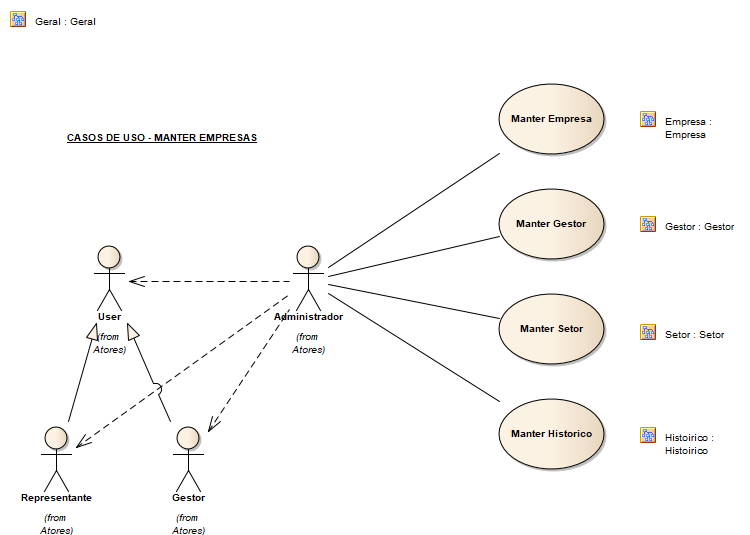 Geral : Geral
CASOS DE USO - MANTER EMPRESAS
Manter Empresa
Empresa :
Empresa
Manter Gestor
Gestor : Gestor
User
(from
Atores)
Administrador
(from
Atores)
Manter Setor
Setor : Setor
Manter Historico
Histoirico :
Histoirico
Representante
(from
Atores)
Gestor
(from
Atores)